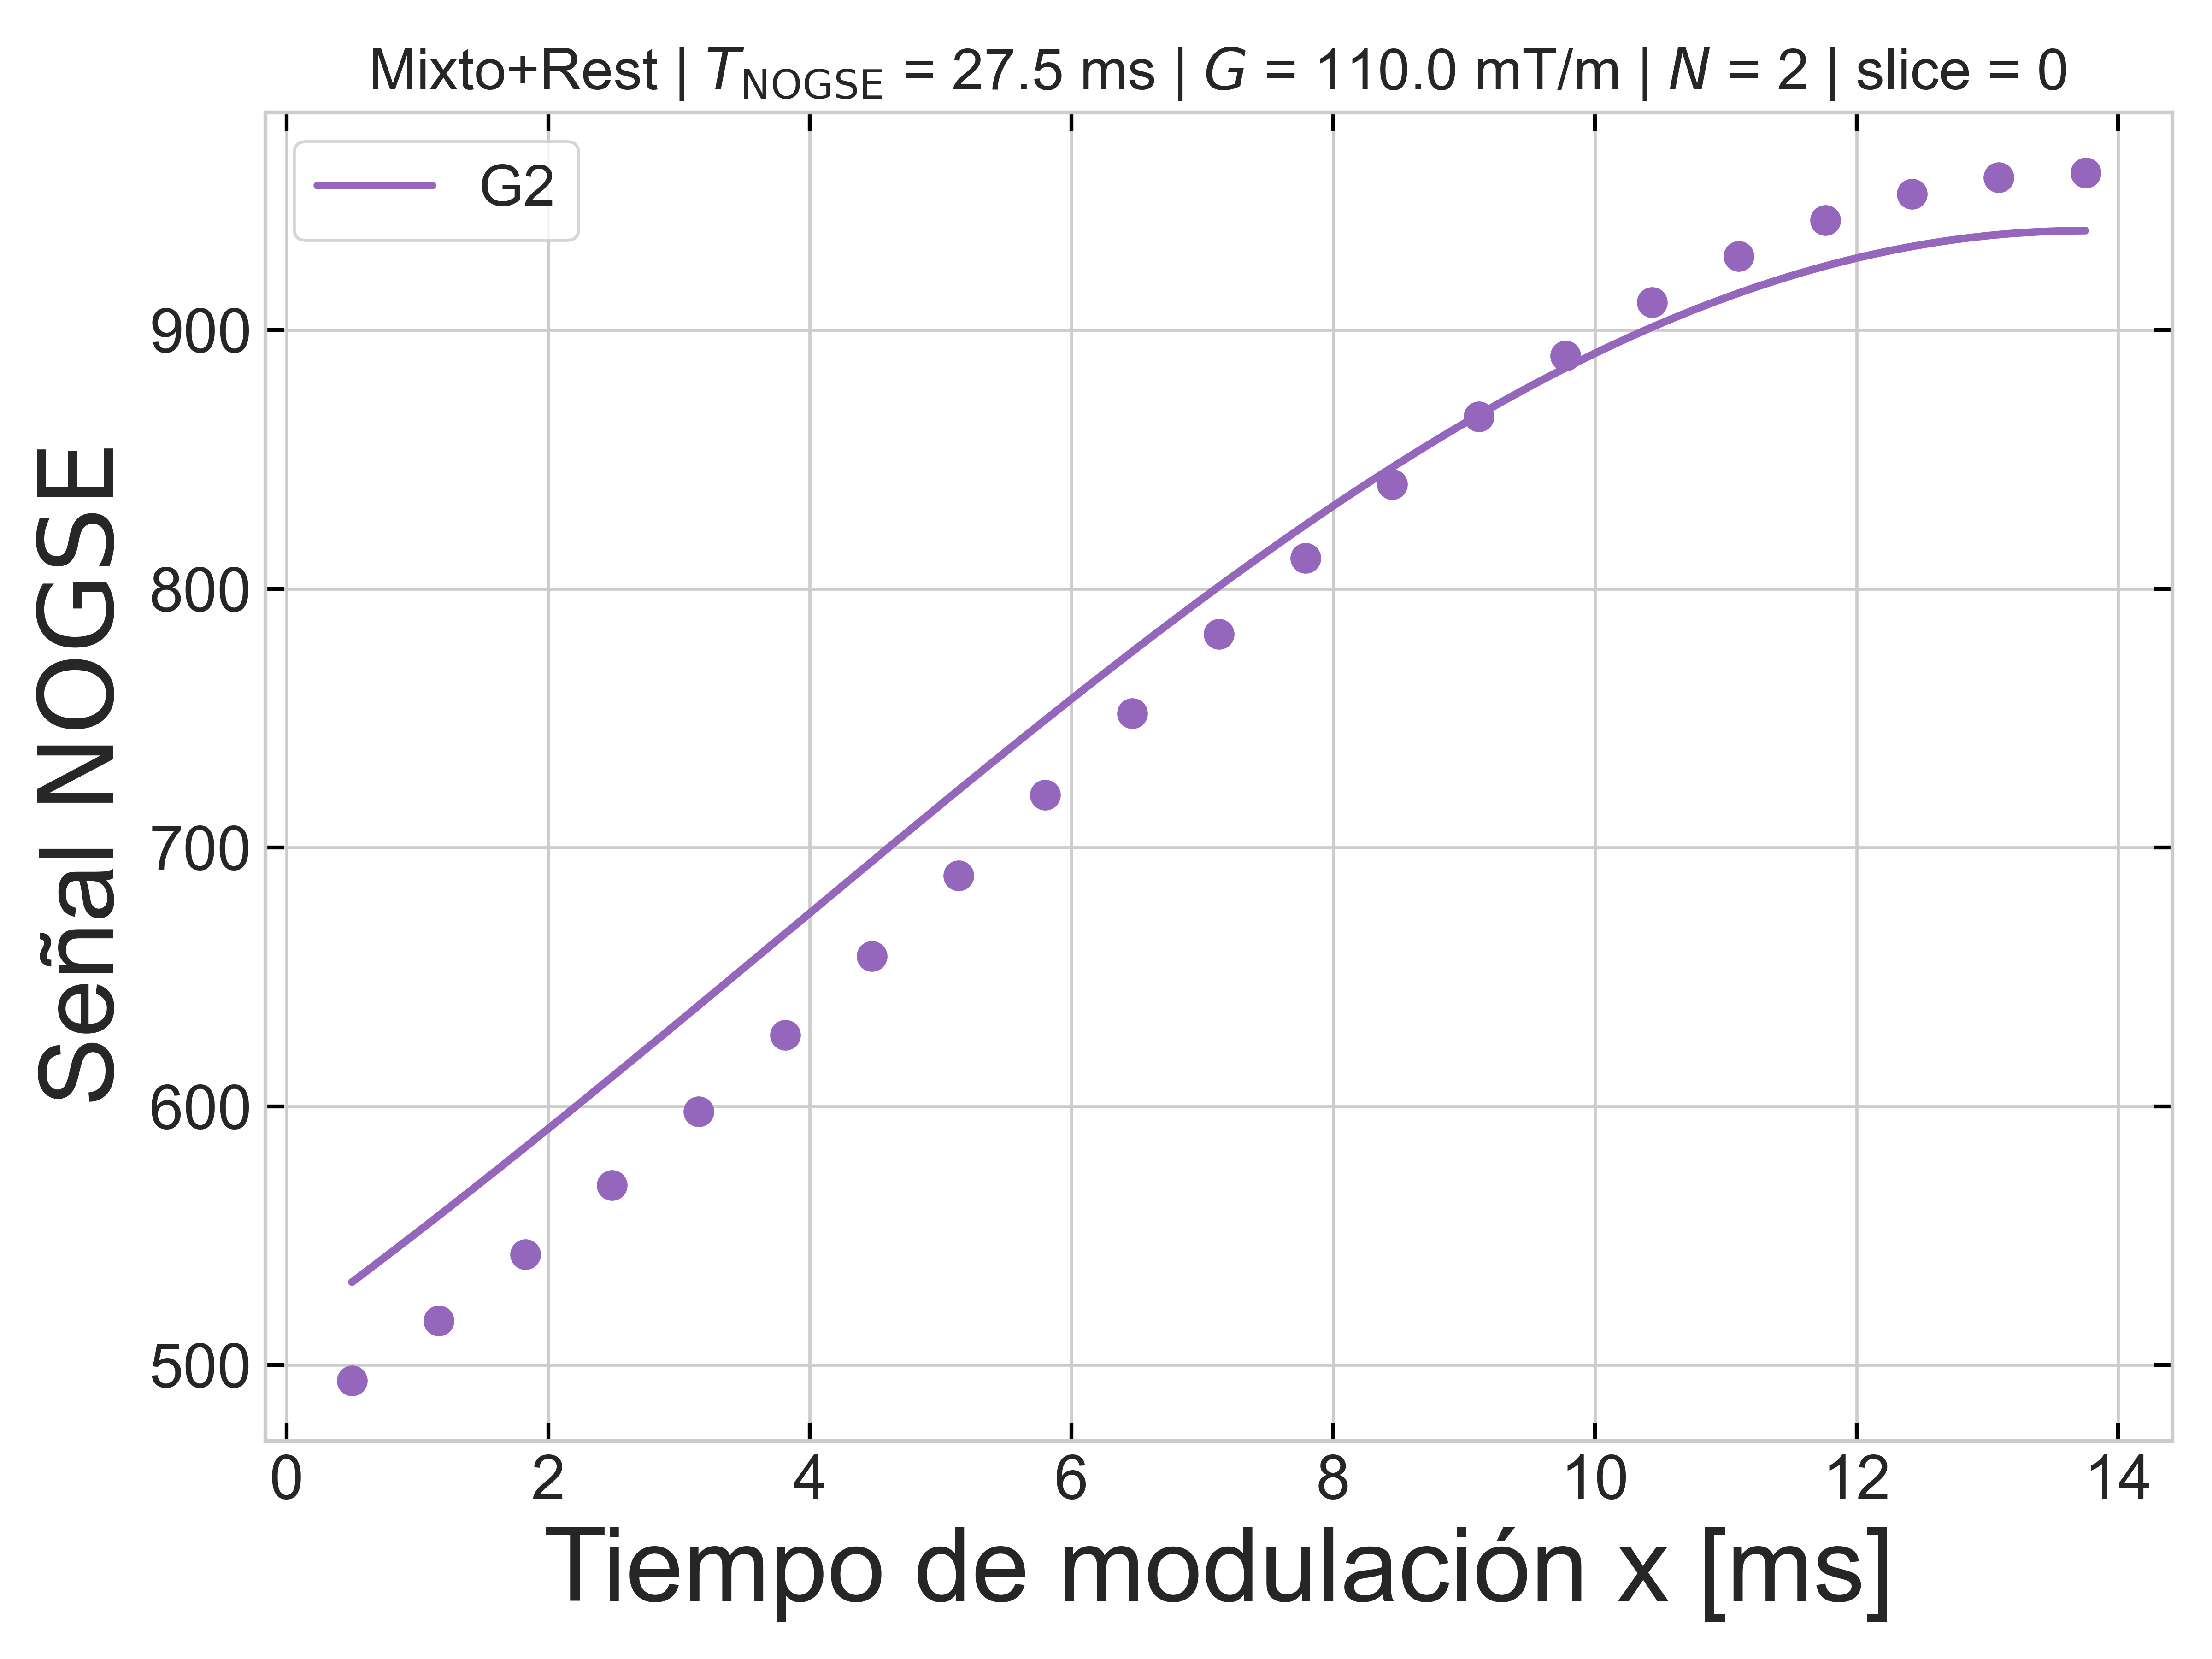 Mixto+Rest | T_NOGSE = 27.5 ms | G = 110.0 mT/m | N = 2 | slice = 0
G2
Señal NOGSE
900
800
700
600
500
0 2 4 6 8 10 12 14
Tiempo de modulación x [ms]